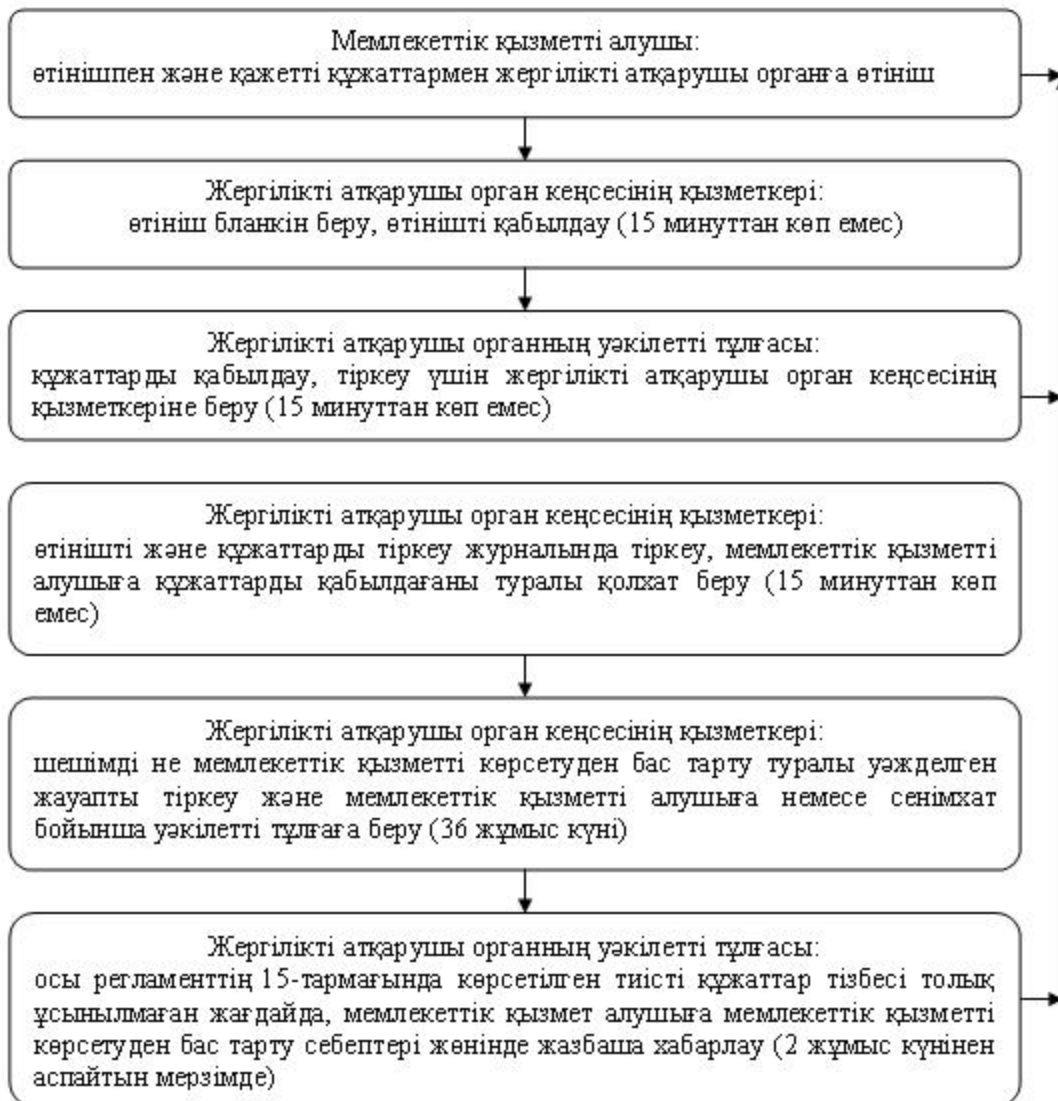 Мемлекеттік қызметті алушы:
өтінішпен және қажетті құжаттармен жергілікті атқарушы органға өтініш
Жергілікті атқарушы орган кеңсесінің қызметкері:
өтініш бланкін беру, өтінішті қабылдау (15 минуттан көп емес)
Жергілікті атқарушы органның уәкілетті тұлғасы:
құжаттарды қабылдау, тіркеу үшін жергілікті атқарушы орган кеңсесінің
қызметкеріне беру (15 минуттан көп емес)
Жергілікті атқарушы орган кеңсесінің қызметкері:
өтінішті және құжаттарды тіркеу журналында тіркеу, мемлекеттік қызметті
алушыға құжаттарды қабылдағаны туралы қолхат беру (15 минуттан көп
емес)
Жергілікті атқарушы орган кеңсесінің қызметкері:
шешімді не мемлекеттік қызметті көрсетуден бас тарту туралы уәжделген
жауапты тіркеу және мемлекеттік қызметті алушыға немесе сенімхат
бойынша уәкілетті тұлғаға беру (36 жұмыс күні)
Жергілікті атқарушы органның уәкілетті тұлғасы:
осы регламенттің 15-тармағында көрсетілген тиісті құжаттар тізбесі толық
ұсынылмаған жағдайда, мемлекеттік қызмет алушыға мемлекеттік қызметті
көрсетуден бас тарту себептері жөнінде жазбаша хабарлау (2 жұмыс күнінен
аспайтын мерзімде)